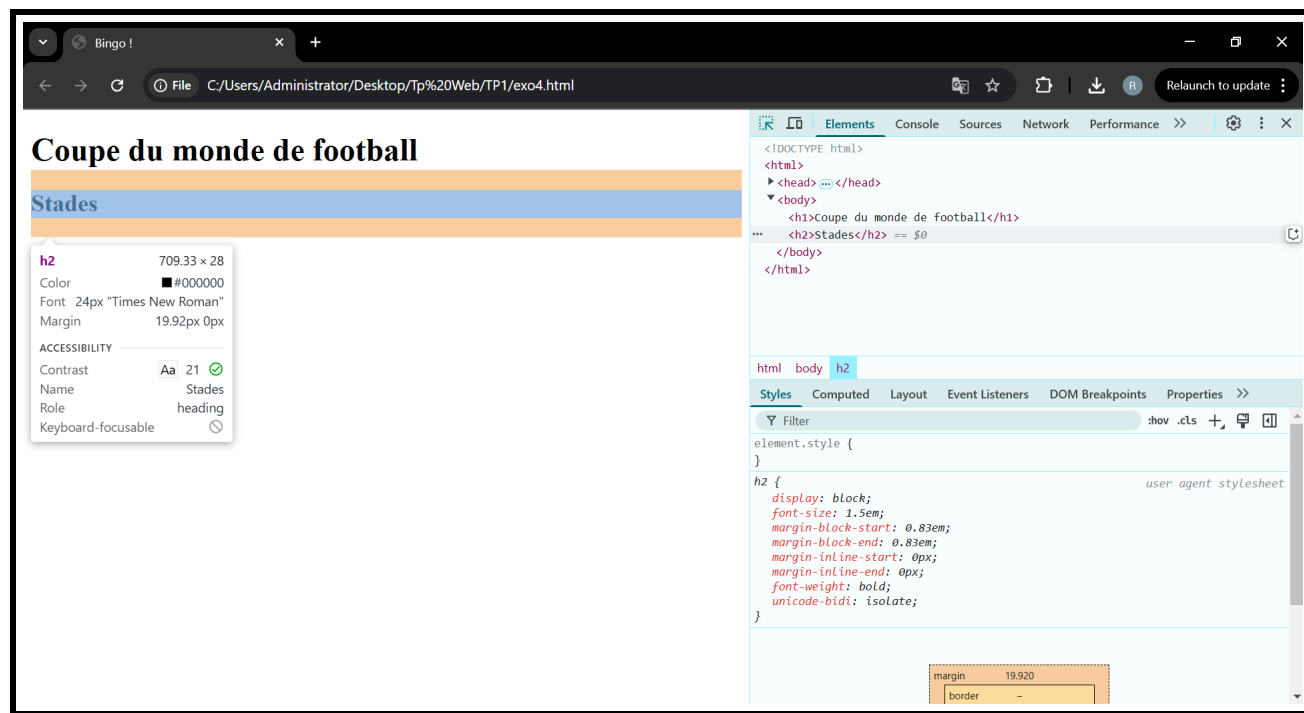 Bingo !
File C:/Users/Administrator/Desktop/Tp%20Web/TP1/exo4.html R Relaunch to update
Coupe du monde de football
Stades
h2 709.33 × 28
Color #000000
Font 24px "Times New Roman"
Margin 19.92px 0px
ACCESSIBILITY
Contrast Aa 21
Name Stades
Role heading
Keyboard-focusable
Elements Console Sources Network Performance
<!DOCTYPE html>
<html>
<head> … </head>
<body>
<h1>Coupe du monde de football</h1>
… <h2>Stades</h2> == $0
</body>
</html>
html body h2
Styles Computed Layout Event Listeners DOM Breakpoints Properties
Filter :hov .cls
element.style {
}
h2 { user agent stylesheet
display: block;
font-size: 1.5em;
margin-block-start: 0.83em;
margin-block-end: 0.83em;
margin-inline-start: 0px;
margin-inline-end: 0px;
font-weight: bold;
unicode-bidi: isolate;
}
margin 19.920
border –